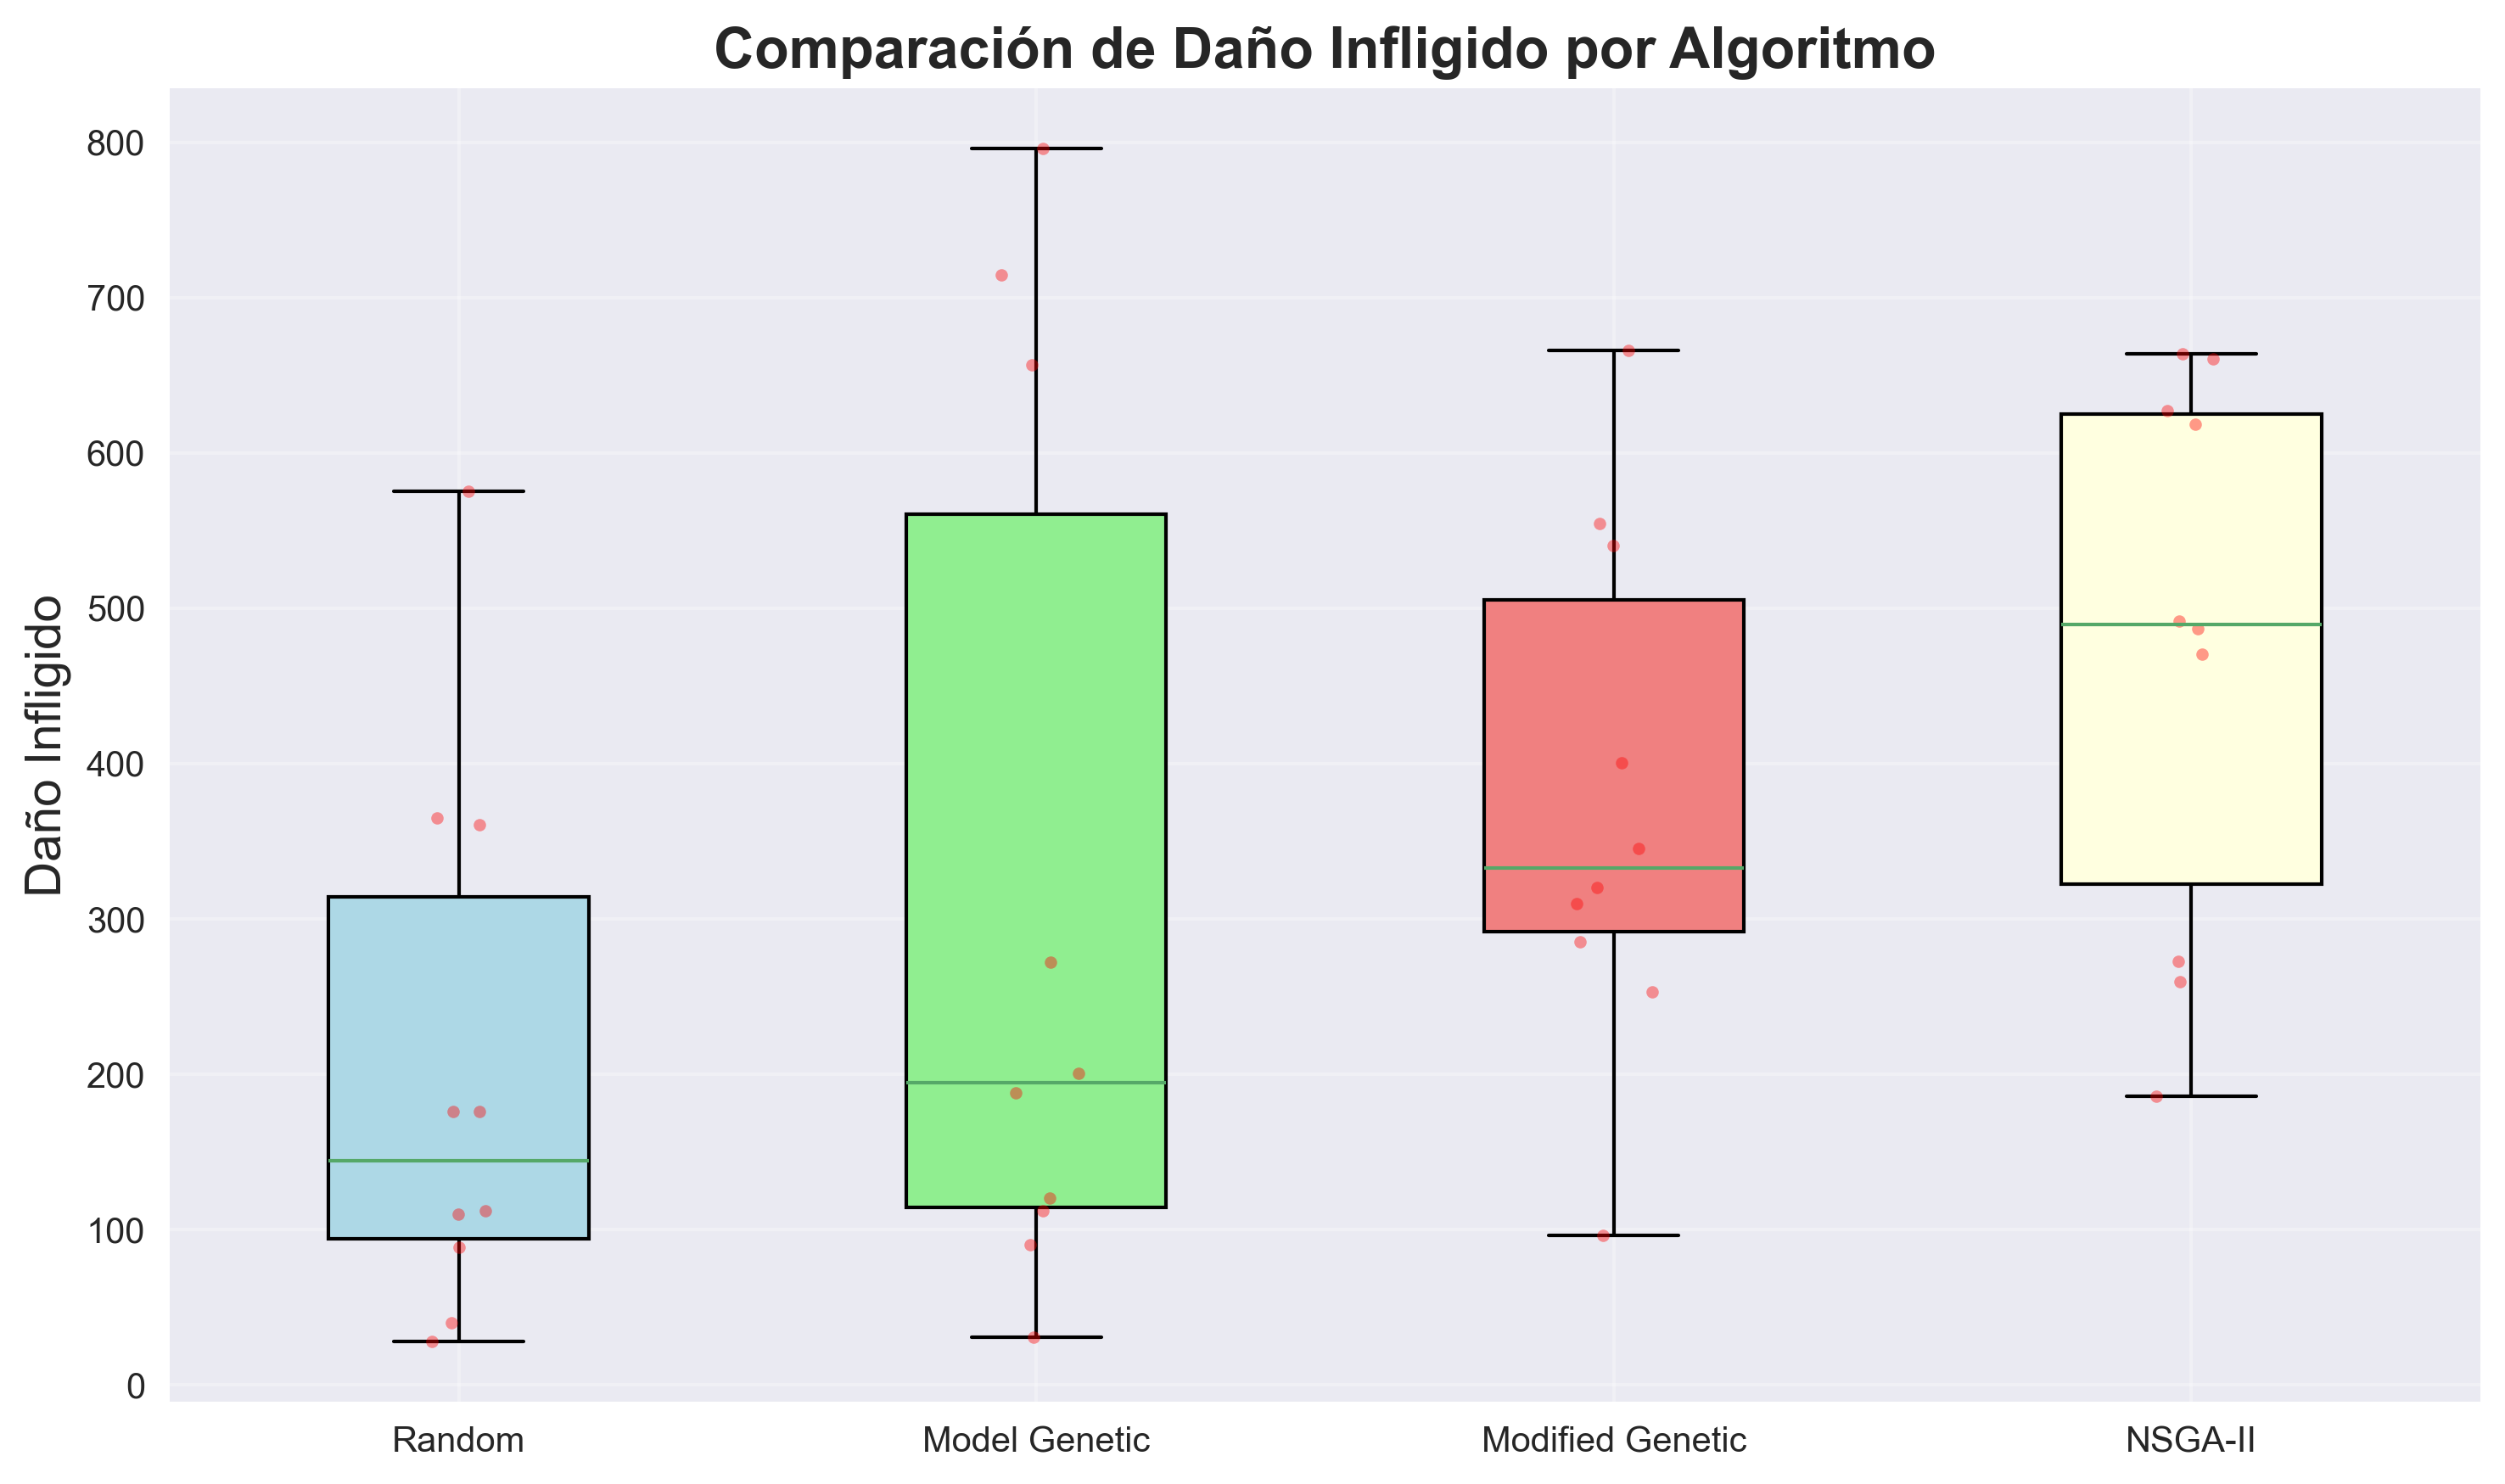 Comparación de Daño Infligido por Algoritmo
Daño Infligido
800
700
600
500
400
300
200
100
0
Random
Model Genetic
Modified Genetic
NSGA-II